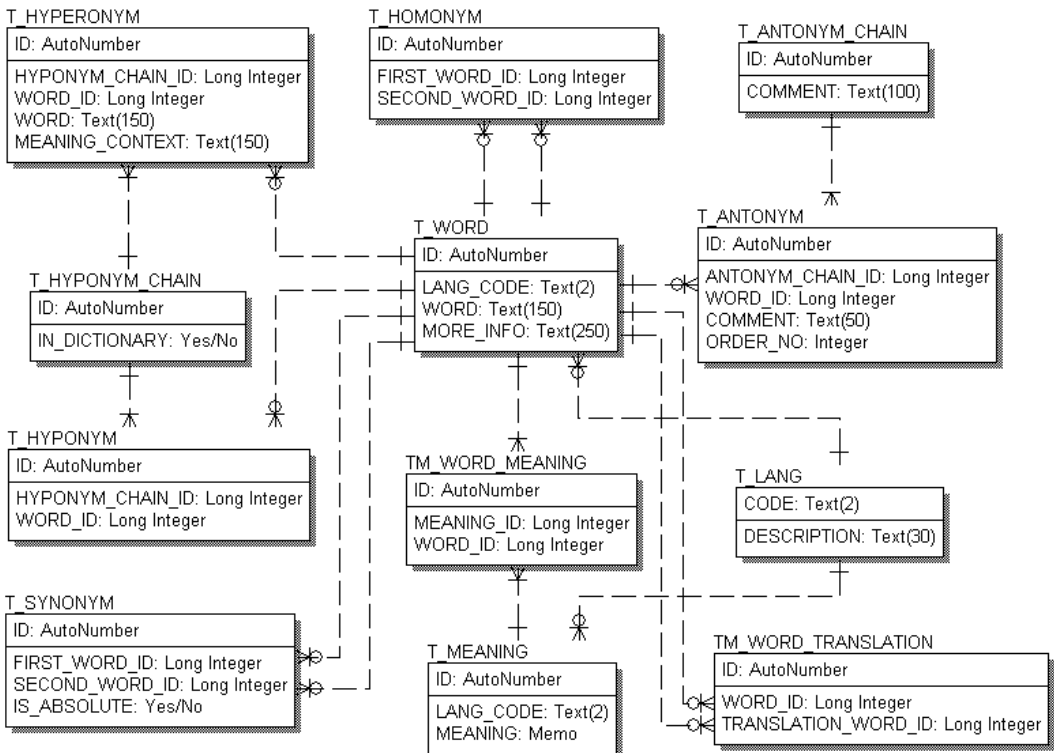 T_HYPERONYM
ID: AutoNumber
HYPONYM_CHAIN_ID: Long Integer
WORD_ID: Long Integer
WORD: Text(150)
MEANING_CONTEXT: Text(150)
T_HOMONYM
ID: AutoNumber
FIRST_WORD_ID: Long Integer
SECOND_WORD_ID: Long Integer
T_ANTONYM_CHAIN
ID: AutoNumber
COMMENT: Text(100)
T_WORD
ID: AutoNumber
LANG_CODE: Text(2)
WORD: Text(150)
MORE_INFO: Text(250)
T_ANTONYM
ID: AutoNumber
ANTONYM_CHAIN_ID: Long Integer
WORD_ID: Long Integer
COMMENT: Text(50)
ORDER_NO: Integer
T_HYPONYM_CHAIN
ID: AutoNumber
IN_DICTIONARY: Yes/No
T_HYPONYM
ID: AutoNumber
HYPONYM_CHAIN_ID: Long Integer
WORD_ID: Long Integer
TM_WORD_MEANING
ID: AutoNumber
MEANING_ID: Long Integer
WORD_ID: Long Integer
T_LANG
CODE: Text(2)
DESCRIPTION: Text(30)
T_SYNONYM
ID: AutoNumber
FIRST_WORD_ID: Long Integer
SECOND_WORD_ID: Long Integer
IS_ABSOLUTE: Yes/No
T_MEANING
ID: AutoNumber
LANG_CODE: Text(2)
MEANING: Memo
TM_WORD_TRANSLATION
ID: AutoNumber
WORD_ID: Long Integer
TRANSLATION_WORD_ID: Long Integer